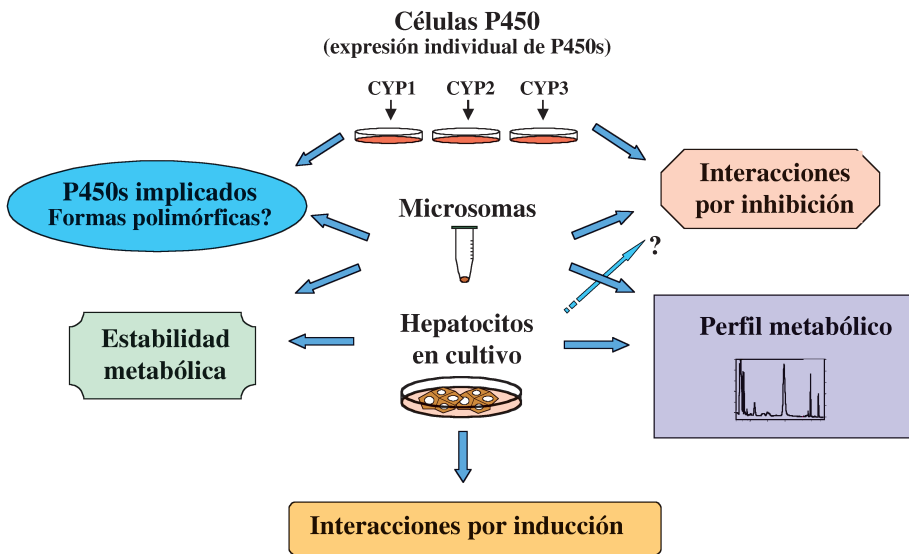 Células P450
(expresión individual de P450s)
CYP1 CYP2 CYP3
P450s implicados
Formas polimórficas?
Interacciones
por inhibición
Microsomas
?
Estabilidad
metabólica
Hepatocitos
en cultivo
Perfil metabólico
Interacciones por inducción